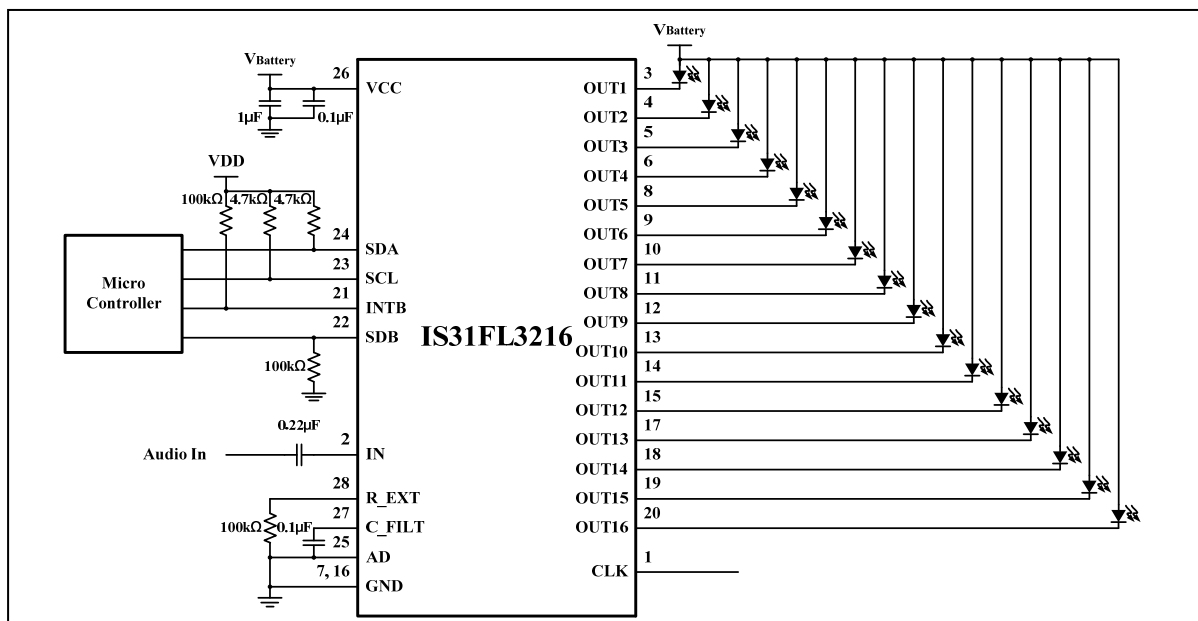 VBattery
26
VCC
1µF
0.1µF
VDD
100kΩ
4.7kΩ
4.7kΩ
24
SDA
23
SCL
21
INTB
22
SDB
Micro
Controller
100kΩ
0.22µF
Audio In
2
IN
28
R_EXT
100kΩ
0.1µF
27
C_FILT
25
AD
7, 16
GND
IS31FL3216
VBattery
3
OUT1
4
OUT2
5
OUT3
6
OUT4
8
OUT5
9
OUT6
10
OUT7
11
OUT8
12
OUT9
13
OUT10
14
OUT11
15
OUT12
17
OUT13
18
OUT14
19
OUT15
20
OUT16
1
CLK